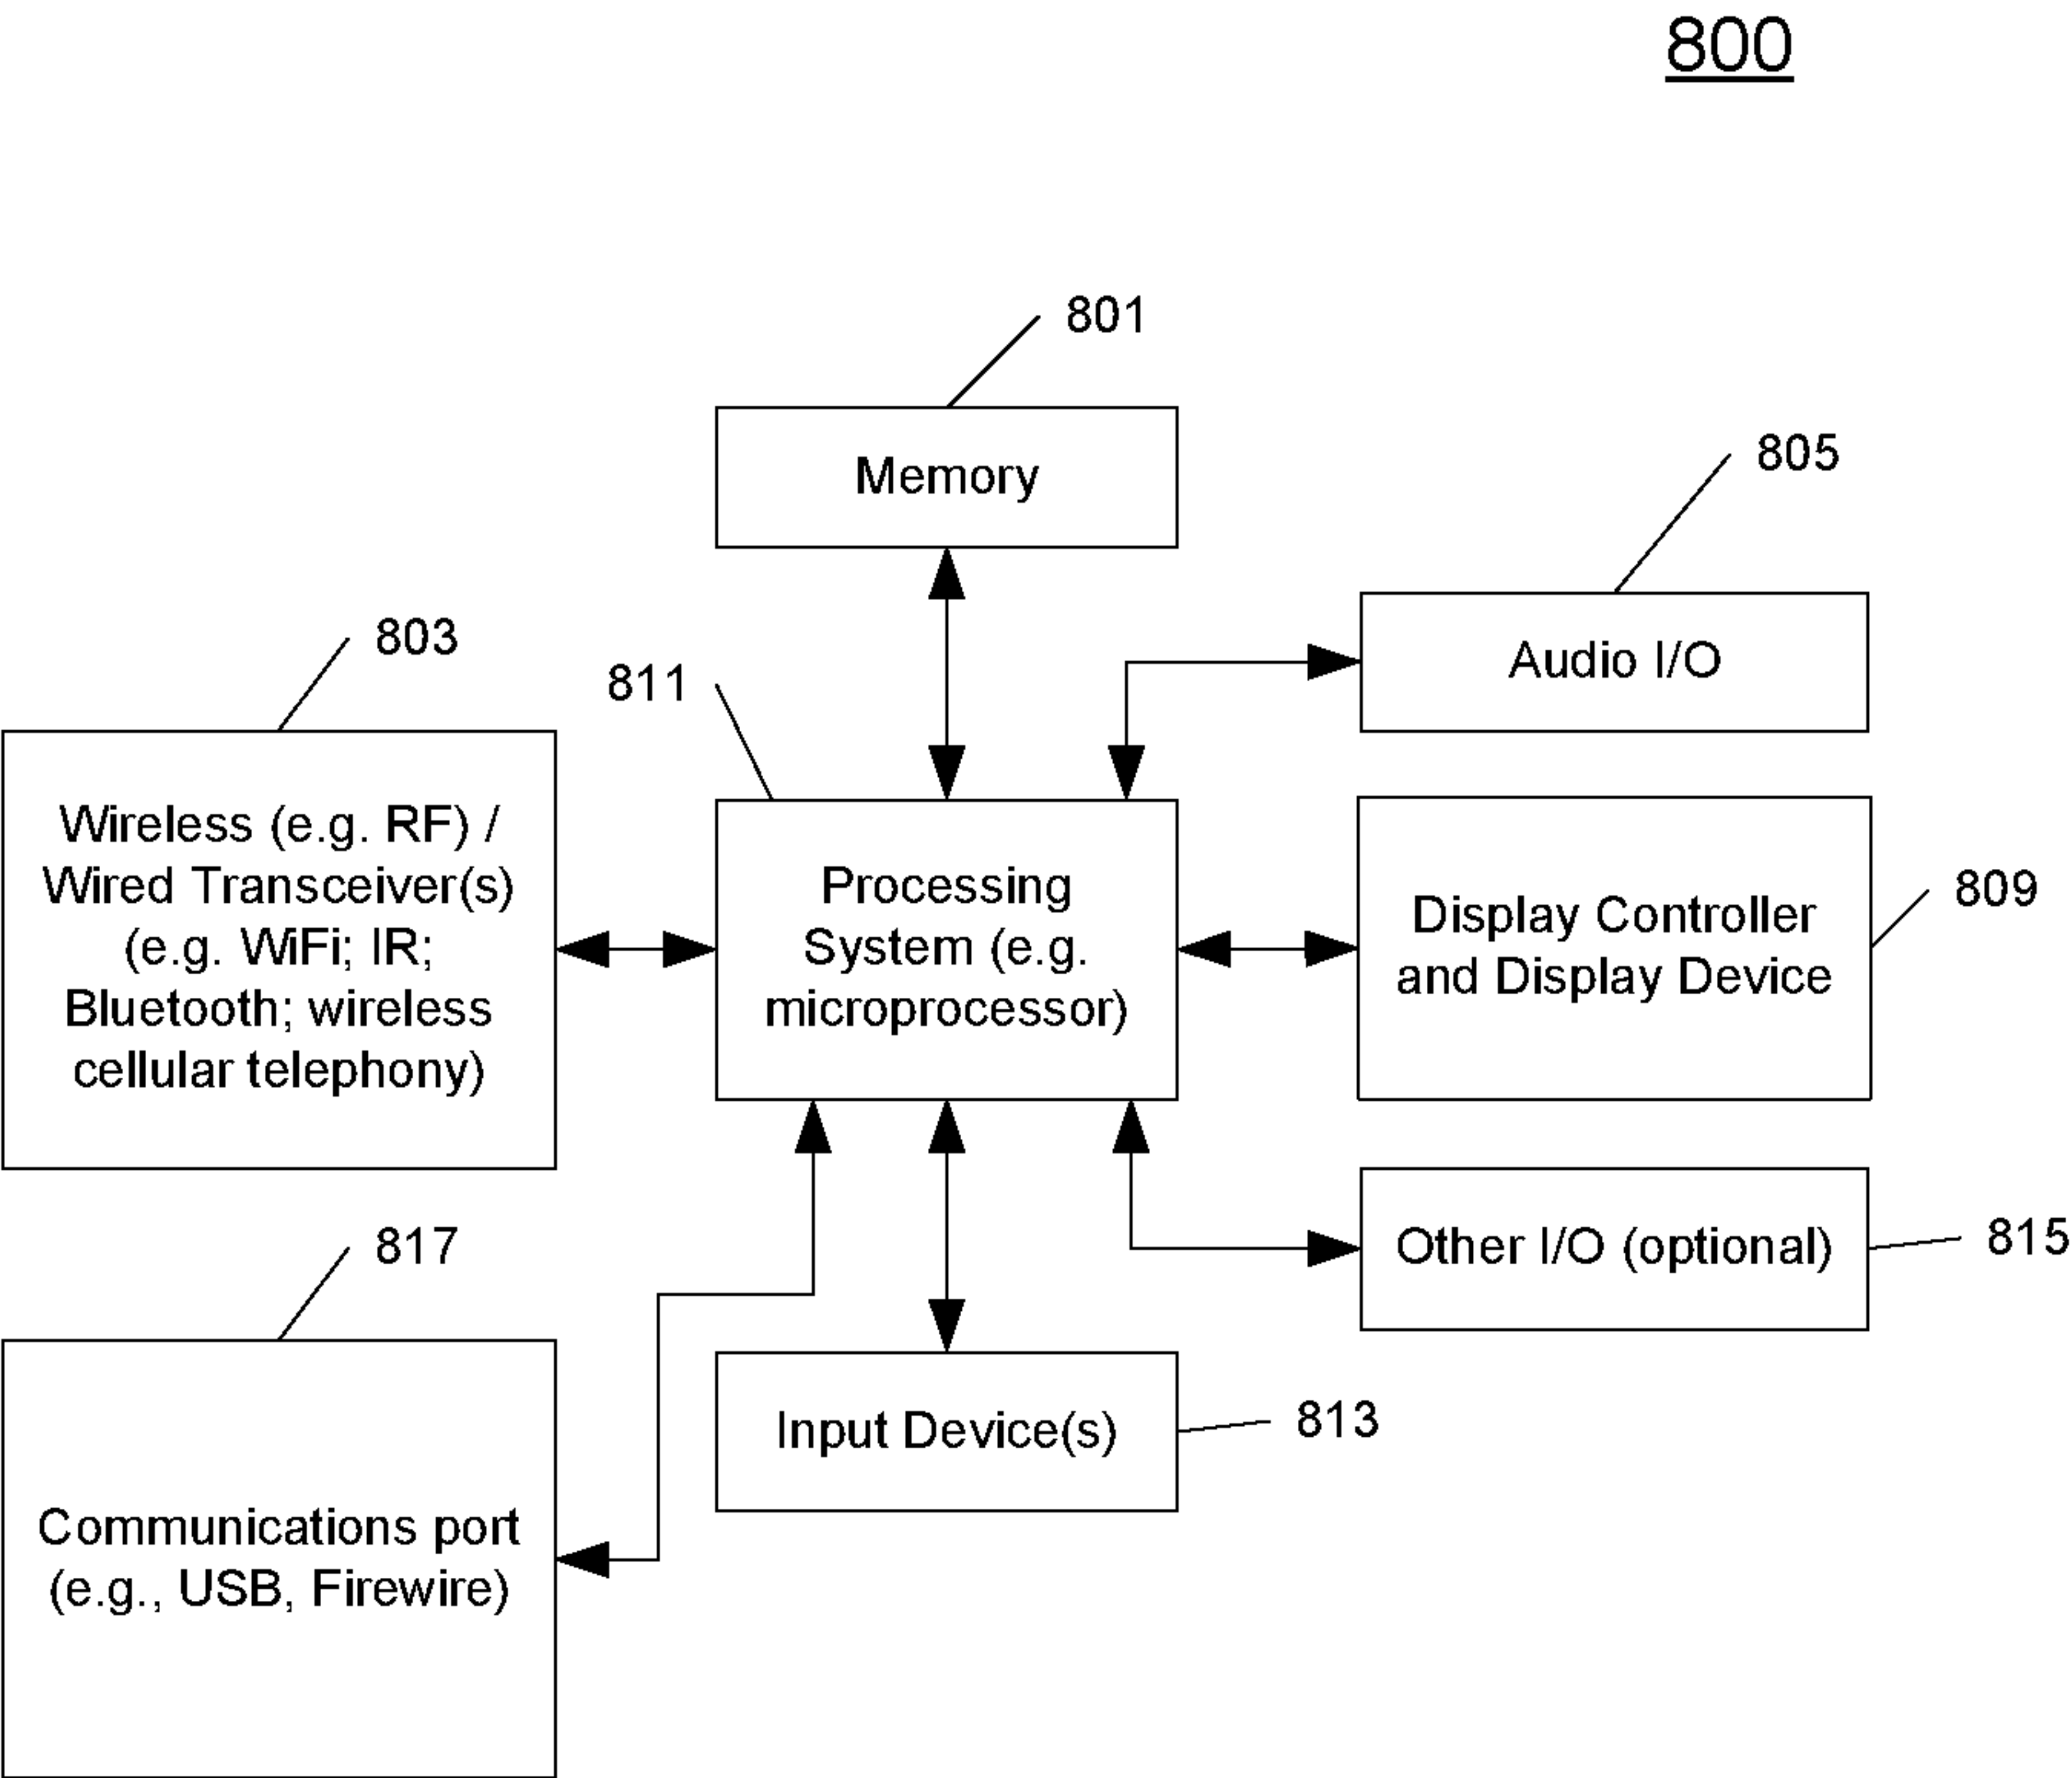 800
801
Memory
805
Audio I/O
803
811
Wireless (e.g. RF) /
Wired Transceiver(s)
(e.g. WiFi; IR;
Bluetooth; wireless
cellular telephony)
Processing
System (e.g.
microprocessor)
Display Controller
and Display Device
809
817
Other I/O (optional)
815
Input Device(s)
813
Communications port
(e.g., USB, Firewire)